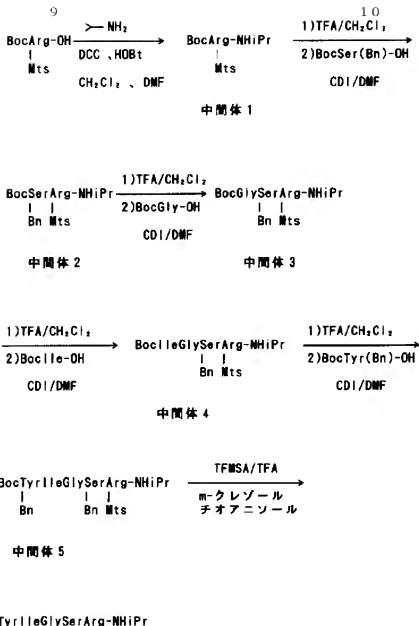 9
10
>— NH₂
1)TFA/CH₂Cl₂
BocArg-OH
BocArg-NHiPr
Mts
DCC 、HOBt
Mts
2)BocSer(Bn)-OH
CH₂Cl₂ 、DMF
CDI/DMF
中間体 1
1)TFA/CH₂Cl₂
BocSerArg-NHiPr
BocGlySerArg-NHiPr
2)BocGly-OH
Bn Mts
Bn Mts
CDI/DMF
中間体 2
中間体 3
1)TFA/CH₂Cl₂
1)TFA/CH₂Cl₂
BocIleGlySerArg-NHiPr
2)BocIle-OH
2)BocTyr(Bn)-OH
Bn Mts
CDI/DMF
CDI/DMF
中間体 4
TFMSA/TFA
BocTyrIleGlySerArg-NHiPr
m-クレゾール
Bn
Bn Mts
チオアニソール
中間体 5
TyrIleGlySerArg-NHiPr